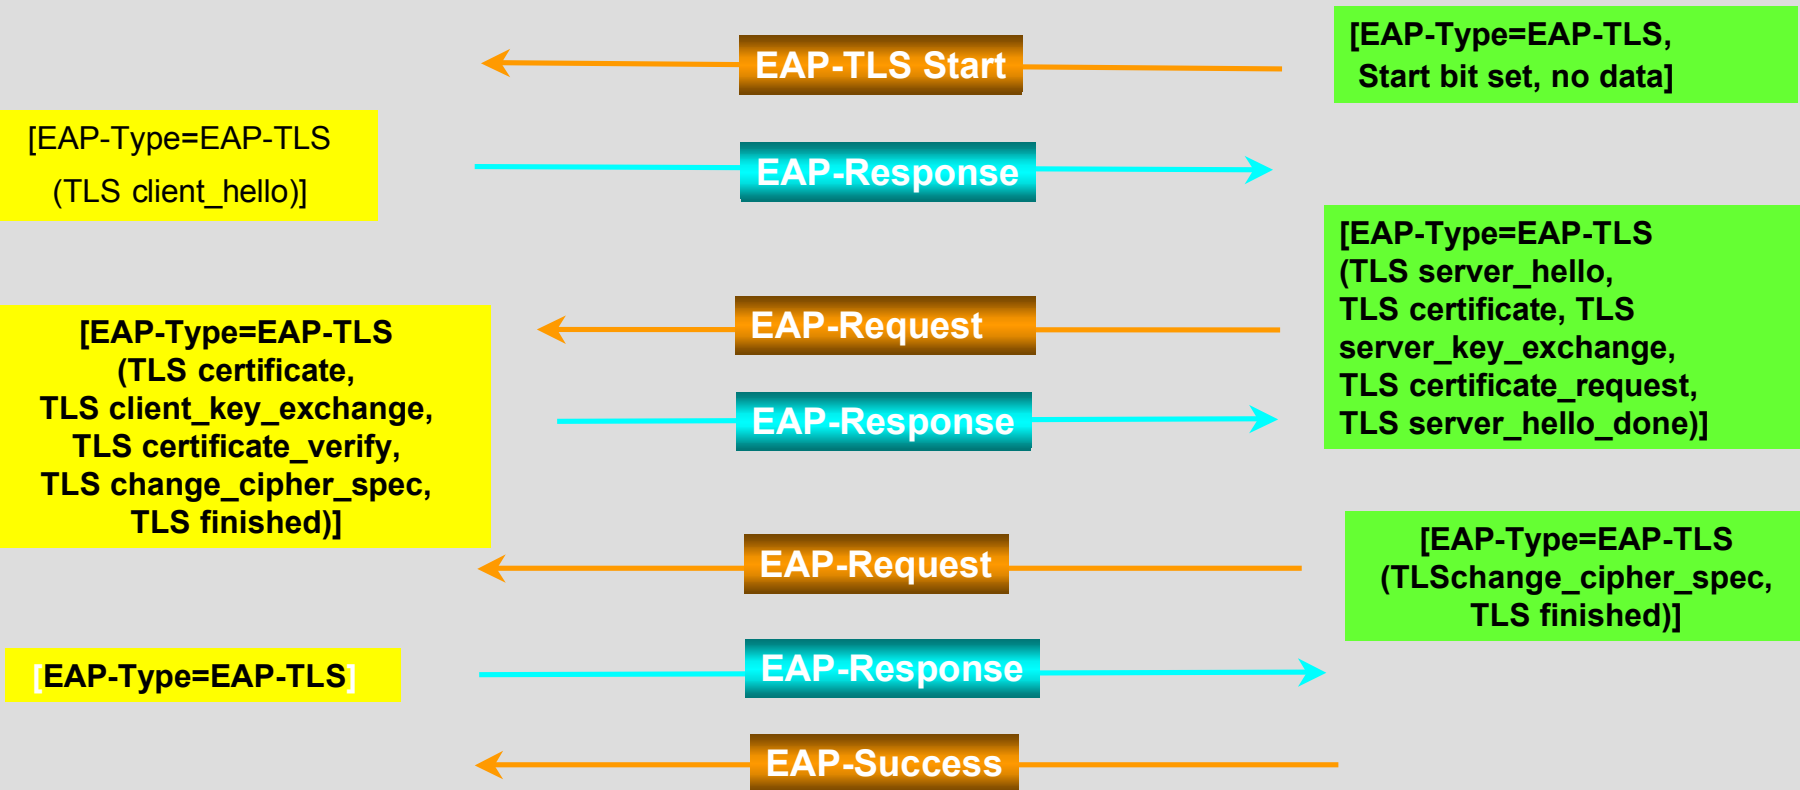 EAP-TLS Start
[EAP-Type=EAP-TLS,
Start bit set, no data]
[EAP-Type=EAP-TLS
(TLS client_hello)]
EAP-Response
[EAP-Type=EAP-TLS
(TLS server_hello,
TLS certificate, TLS
server_key_exchange,
TLS certificate_request,
TLS server_hello_done)]
EAP-Request
[EAP-Type=EAP-TLS
(TLS certificate,
TLS client_key_exchange,
TLS certificate_verify,
TLS change_cipher_spec,
TLS finished)]
EAP-Response
EAP-Request
[EAP-Type=EAP-TLS
(TLSchange_cipher_spec,
TLS finished)]
[EAP-Type=EAP-TLS]
EAP-Response
EAP-Success